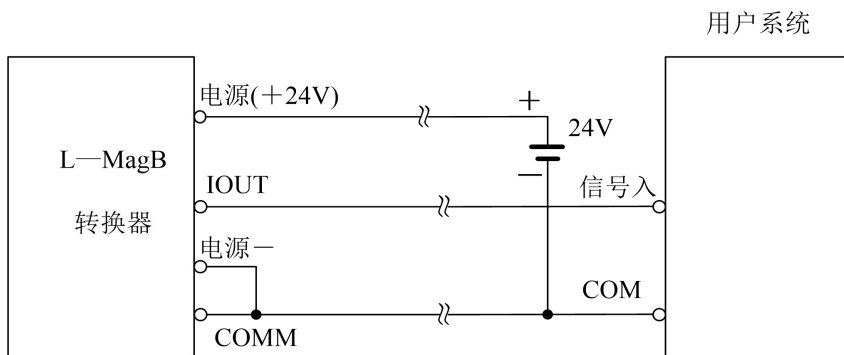 用户系统
电源(＋24V)
+
24V
L—MagB
转换器
IOUT
—
信号入
电源－
COM
COMM